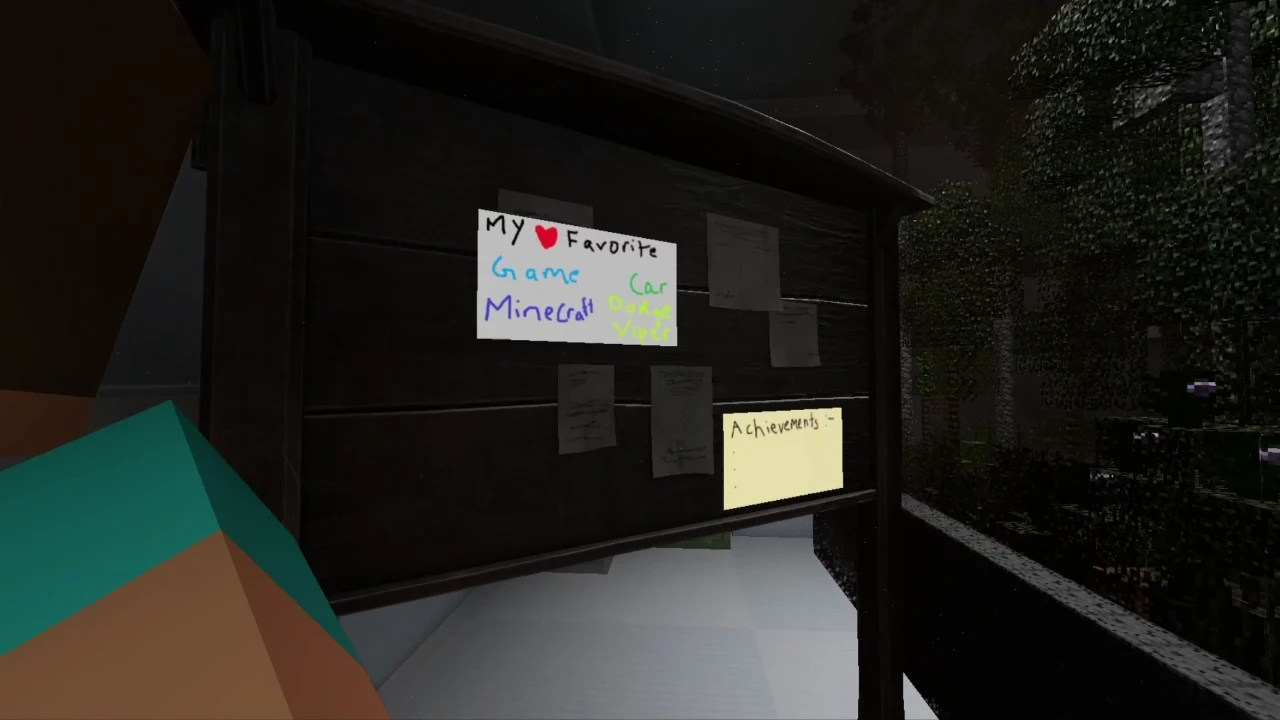 My ❤ Favorite
Game
Car
Minecraft
Dodge
Viper
Achievements :-